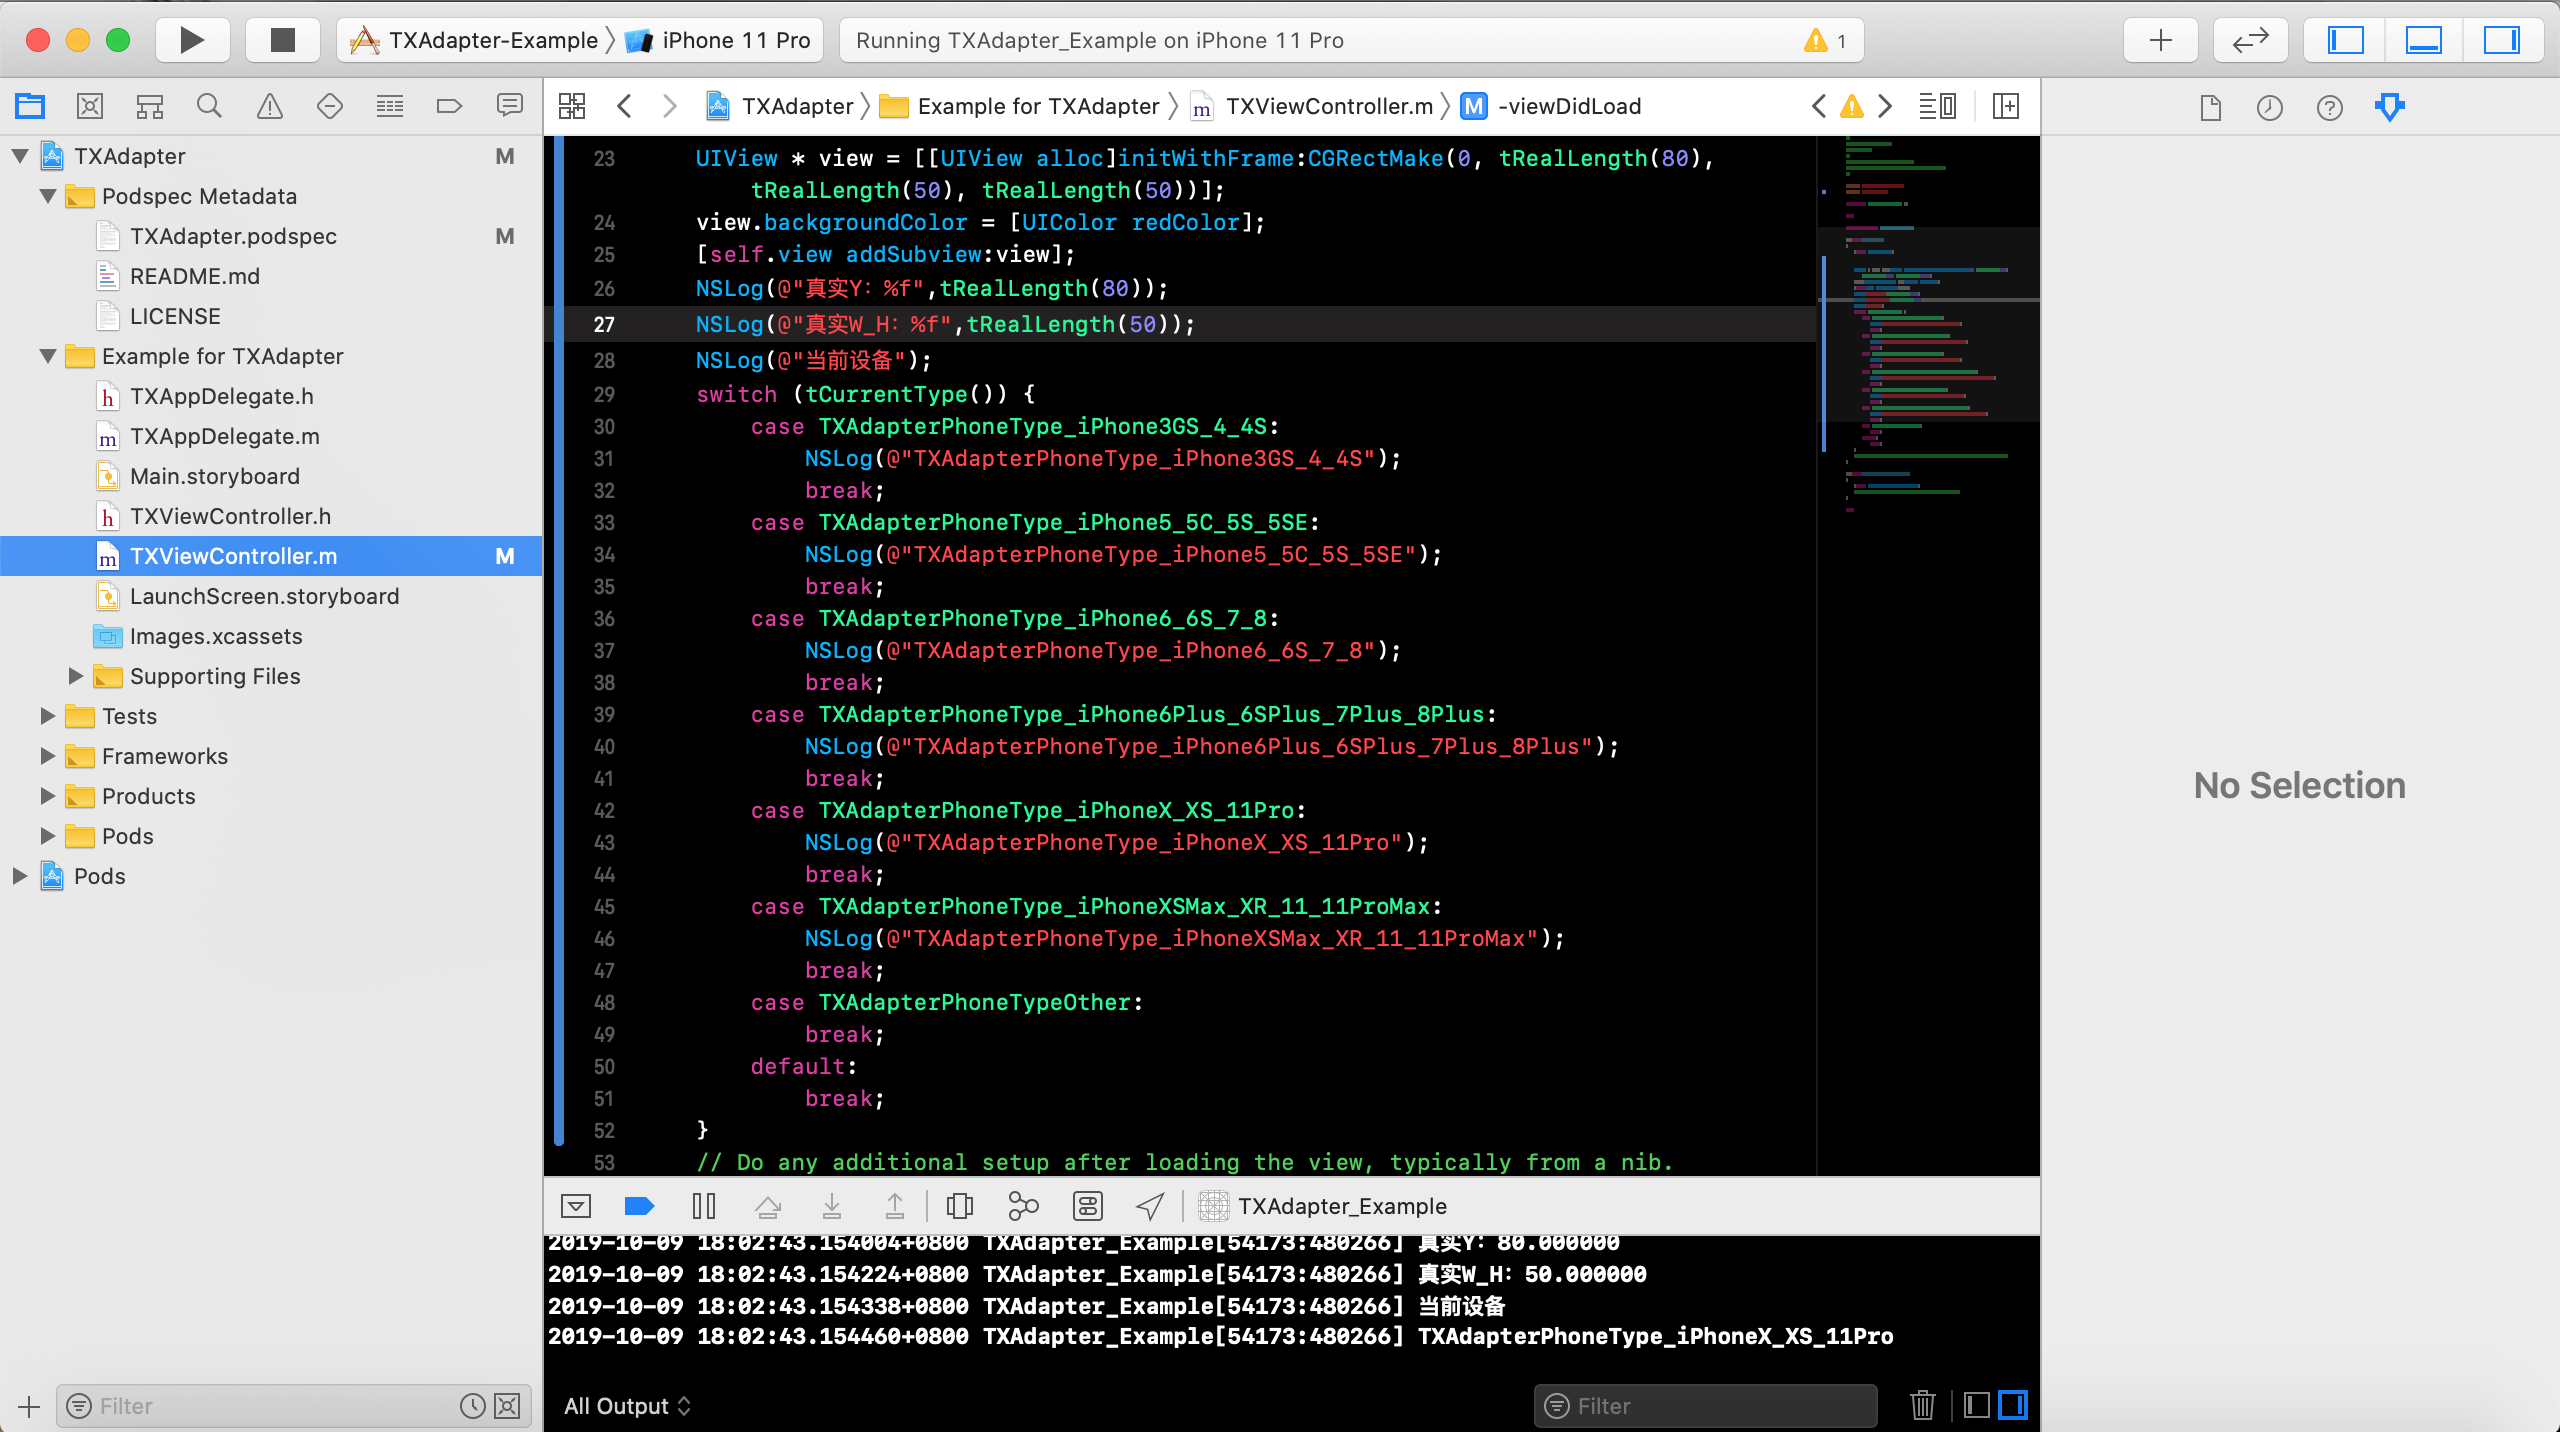 TXAdapter-Example
iPhone 11 Pro
Running TXAdapter_Example on iPhone 11 Pro
1
TXAdapter
Example for TXAdapter
TXViewController.m
M
-viewDidLoad
TXAdapter M
Podspec Metadata
TXAdapter.podspec M
README.md
LICENSE
Example for TXAdapter
TXAppDelegate.h
TXAppDelegate.m
Main.storyboard
TXViewController.h
TXViewController.m M
LaunchScreen.storyboard
Images.xcassets
Supporting Files
Tests
Frameworks
Products
Pods
Pods
Filter
23 UIView * view = [[UIView alloc]initWithFrame:CGRectMake(0, tRealLength(80),
tRealLength(50), tRealLength(50))];
24 view.backgroundColor = [UIColor redColor];
25 [self.view addSubview:view];
26 NSLog(@"真实Y: %f",tRealLength(80));
27 NSLog(@"真实W_H: %f",tRealLength(50));
28 NSLog(@"当前设备");
29 switch (tCurrentType()) {
30 case TXAdapterPhoneType_iPhone3GS_4_4S:
31 NSLog(@"TXAdapterPhoneType_iPhone3GS_4_4S");
32 break;
33 case TXAdapterPhoneType_iPhone5_5C_5S_5SE:
34 NSLog(@"TXAdapterPhoneType_iPhone5_5C_5S_5SE");
35 break;
36 case TXAdapterPhoneType_iPhone6_6S_7_8:
37 NSLog(@"TXAdapterPhoneType_iPhone6_6S_7_8");
38 break;
39 case TXAdapterPhoneType_iPhone6Plus_6SPlus_7Plus_8Plus:
40 NSLog(@"TXAdapterPhoneType_iPhone6Plus_6SPlus_7Plus_8Plus");
41 break;
42 case TXAdapterPhoneType_iPhoneX_XS_11Pro:
43 NSLog(@"TXAdapterPhoneType_iPhoneX_XS_11Pro");
44 break;
45 case TXAdapterPhoneType_iPhoneXSMax_XR_11_11ProMax:
46 NSLog(@"TXAdapterPhoneType_iPhoneXSMax_XR_11_11ProMax");
47 break;
48 case TXAdapterPhoneTypeOther:
49 break;
50 default:
51 break;
52 }
53 // Do any additional setup after loading the view, typically from a nib.
No Selection
TXAdapter_Example
2019-10-09 18:02:43.154004+0800 TXAdapter_Example[54173:480266] 真实Y: 80.000000
2019-10-09 18:02:43.154224+0800 TXAdapter_Example[54173:480266] 真实W_H: 50.000000
2019-10-09 18:02:43.154338+0800 TXAdapter_Example[54173:480266] 当前设备
2019-10-09 18:02:43.154460+0800 TXAdapter_Example[54173:480266] TXAdapterPhoneType_iPhoneX_XS_11Pro
All Output
Filter